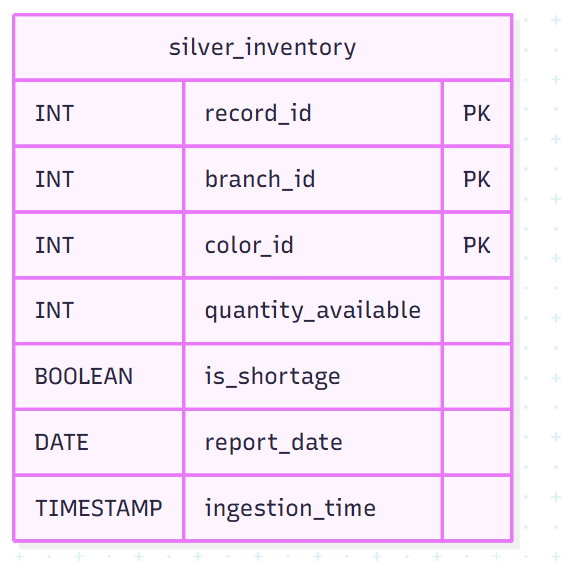 silver_inventory
INT record_id PK
INT branch_id PK
INT color_id PK
INT quantity_available
BOOLEAN is_shortage
DATE report_date
TIMESTAMP ingestion_time